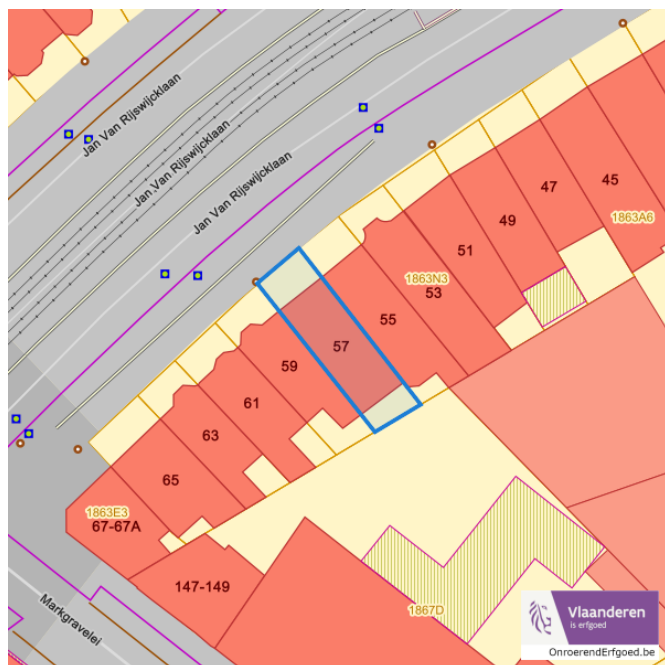 Jan Van Rijswijcklaan
Jan Van Rijswijcklaan
Jan Van Rijswijcklaan
45
1863A6
47
49
51
1863N3
53
55
57
59
61
63
65
1863E3
67-67A
147-149
1867D
Markgravelei
Vlaanderen
is erfgoed
OnroerendErfgoed.be